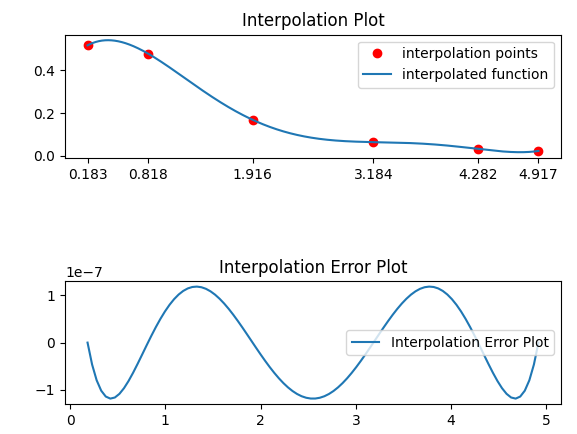 Interpolation Plot
interpolation points
interpolated function
0.4
0.2
0.0
0.183 0.818 1.916 3.184 4.282 4.917
Interpolation Error Plot
1e−7
1
0
−1
Interpolation Error Plot
0 1 2 3 4 5